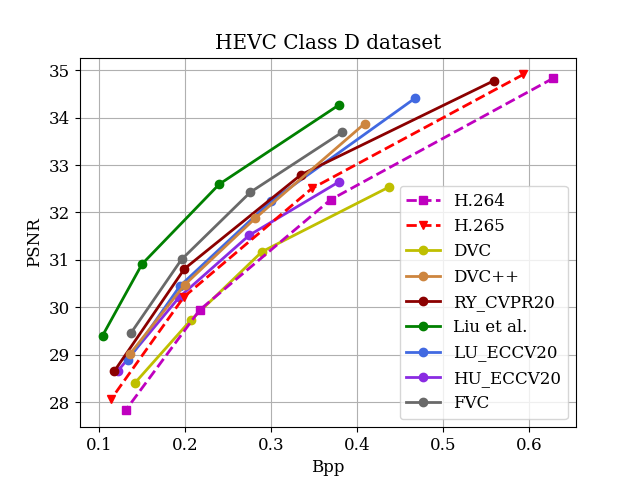 HEVC Class D dataset
PSNR
35
34
33
32
31
30
29
28
0.1 0.2 0.3 0.4 0.5 0.6
Bpp
H.264
H.265
DVC
DVC++
RY_CVPR20
Liu et al.
LU_ECCV20
HU_ECCV20
FVC